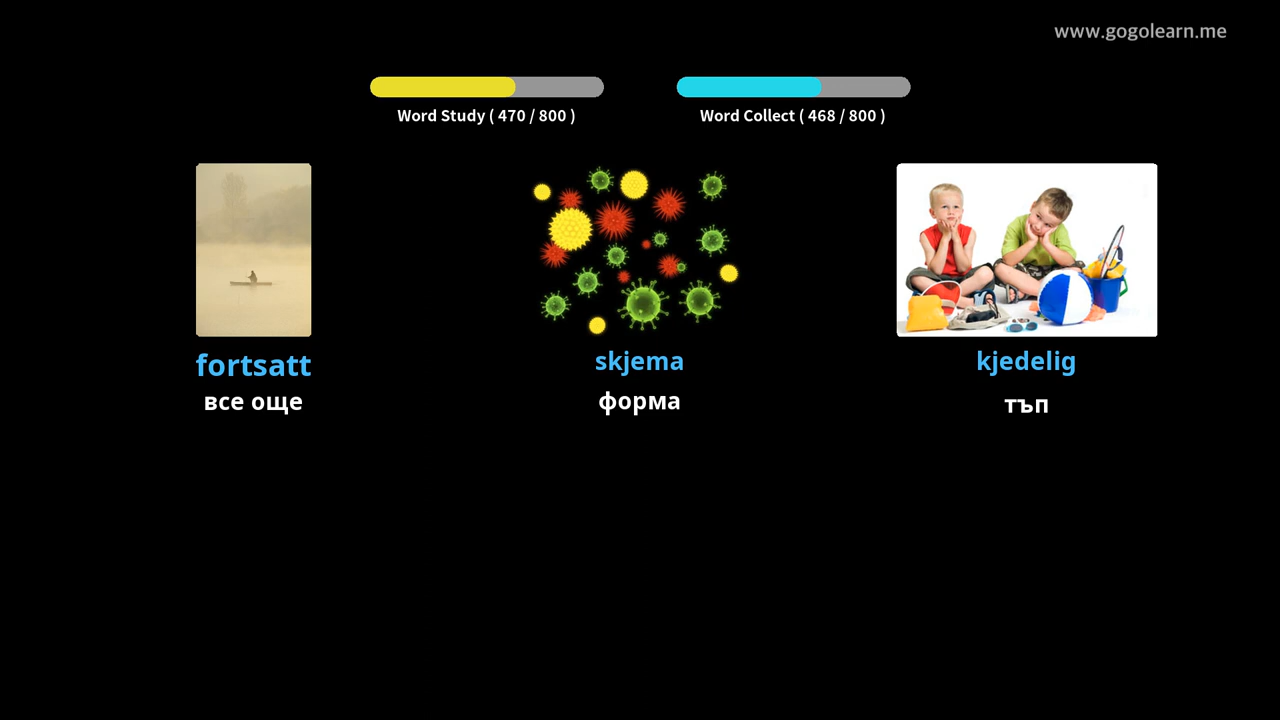 www.gogolearn.me
Word Study ( 470 / 800 )
Word Collect ( 468 / 800 )
fortsatt
все още
skjema
форма
kjedelig
тъп